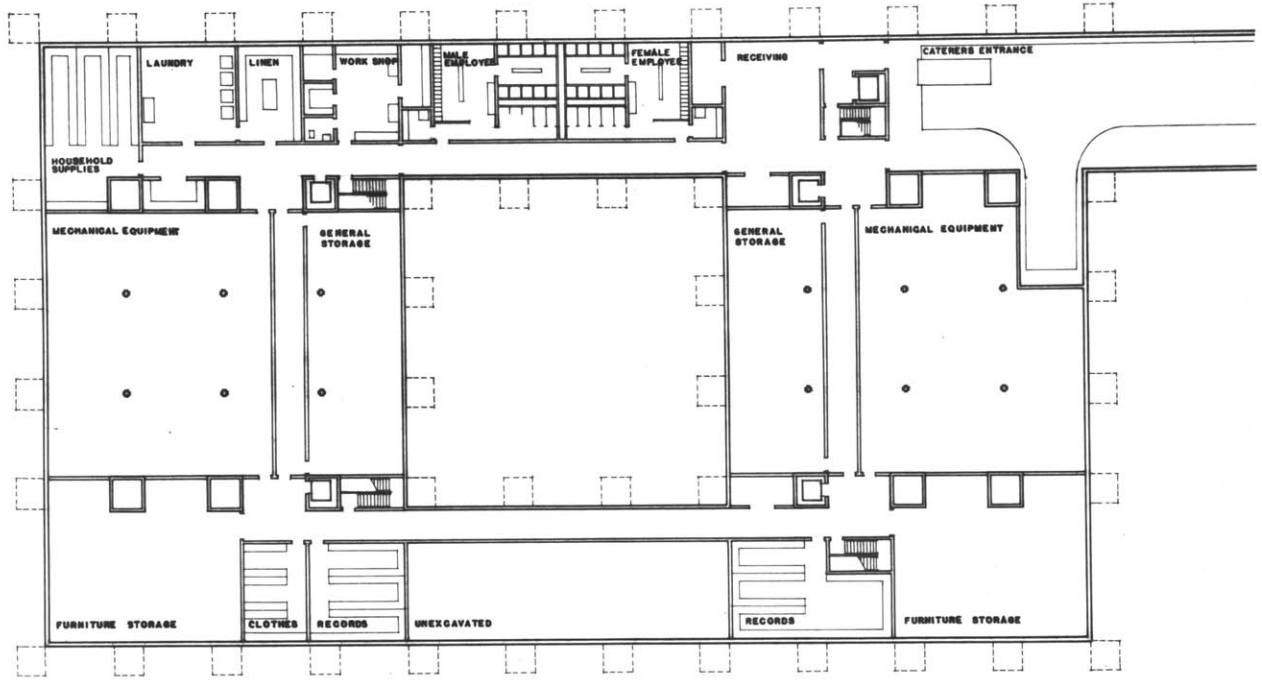 LAUNDRY
LINEN
WORK SHOP
MALE
EMPLOYEE
FEMALE
EMPLOYEE
RECEIVING
CATERERS ENTRANCE
HOUSEHOLD
SUPPLIES
MECHANICAL EQUIPMENT
GENERAL
STORAGE
GENERAL
STORAGE
MECHANICAL EQUIPMENT
FURNITURE STORAGE
CLOTHES
RECORDS
UNEXCAVATED
RECORDS
FURNITURE STORAGE